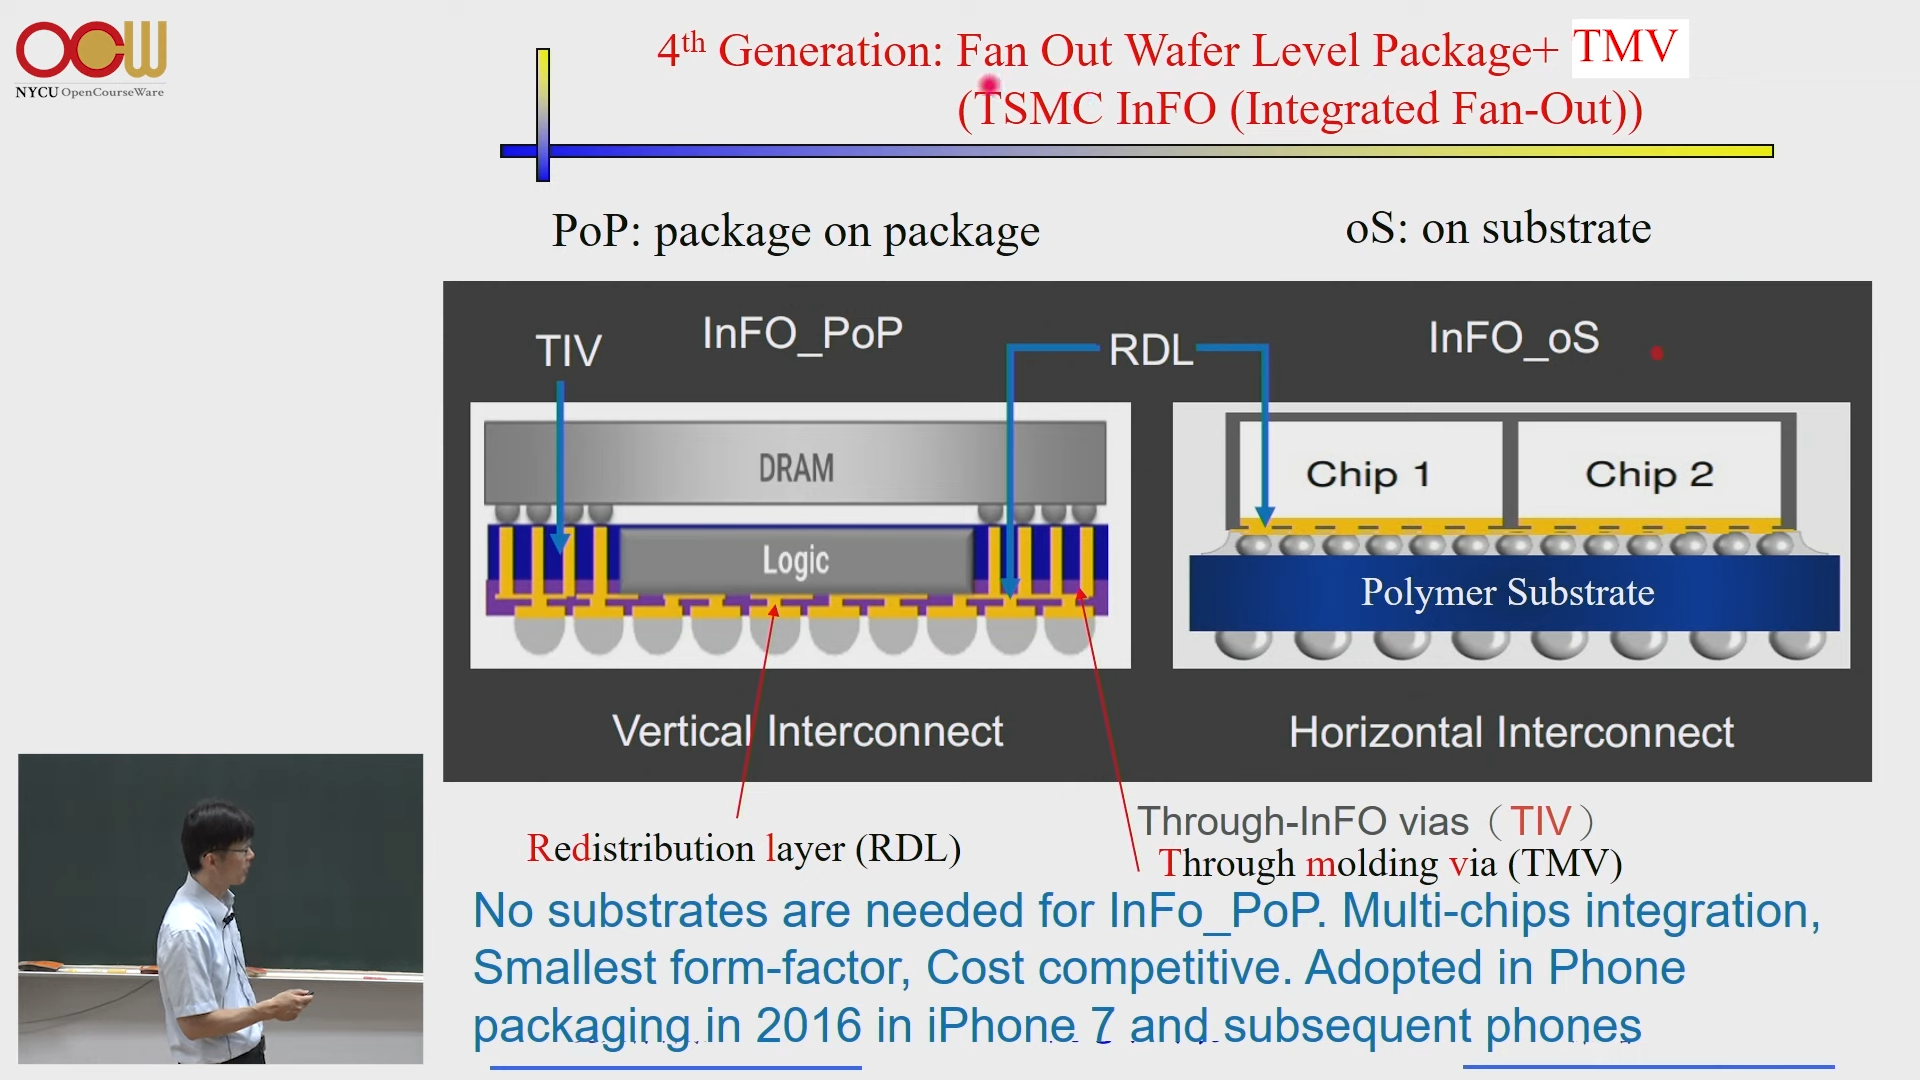 OCW
NYCU OpenCourseWare
4th Generation: Fan Out Wafer Level Package+ TMV
(TSMC InFO (Integrated Fan-Out))
PoP: package on package
oS: on substrate
TIV
InFO_PoP
RDL
InFO_oS
DRAM
Logic
Chip 1
Chip 2
Polymer Substrate
Vertical Interconnect
Horizontal Interconnect
Through-InFO vias（TIV）
Redistribution layer (RDL)
Through molding via (TMV)
No substrates are needed for InFo_PoP. Multi-chips integration,
Smallest form-factor, Cost competitive. Adopted in Phone
packaging in 2016 in iPhone 7 and subsequent phones